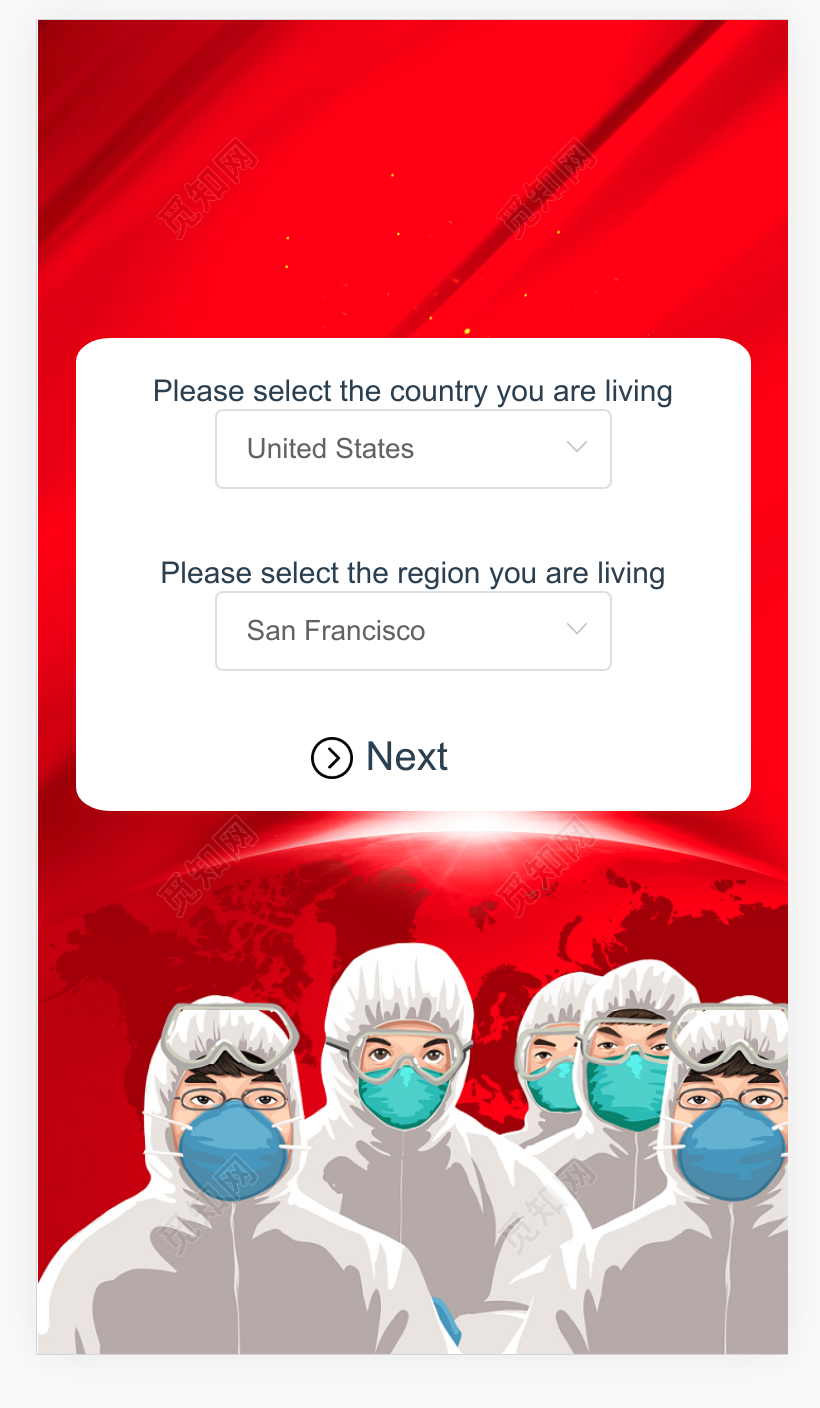 觅知网
觅知网
Please select the country you are living
United States
Please select the region you are living
San Francisco
Next
觅知网
觅知网
觅知网
觅知网